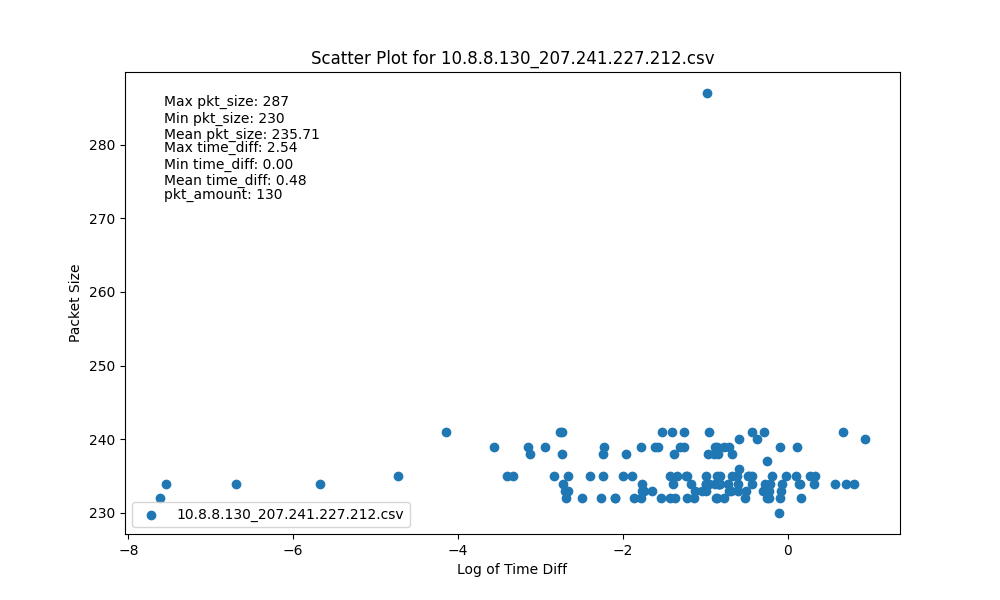 Scatter Plot for 10.8.8.130_207.241.227.212.csv
Max pkt_size: 287
Min pkt_size: 230
Mean pkt_size: 235.71
Max time_diff: 2.54
Min time_diff: 0.00
Mean time_diff: 0.48
pkt_amount: 130
Packet Size
280
270
260
250
240
230
10.8.8.130_207.241.227.212.csv
−8
−6
−4
−2
0
Log of Time Diff